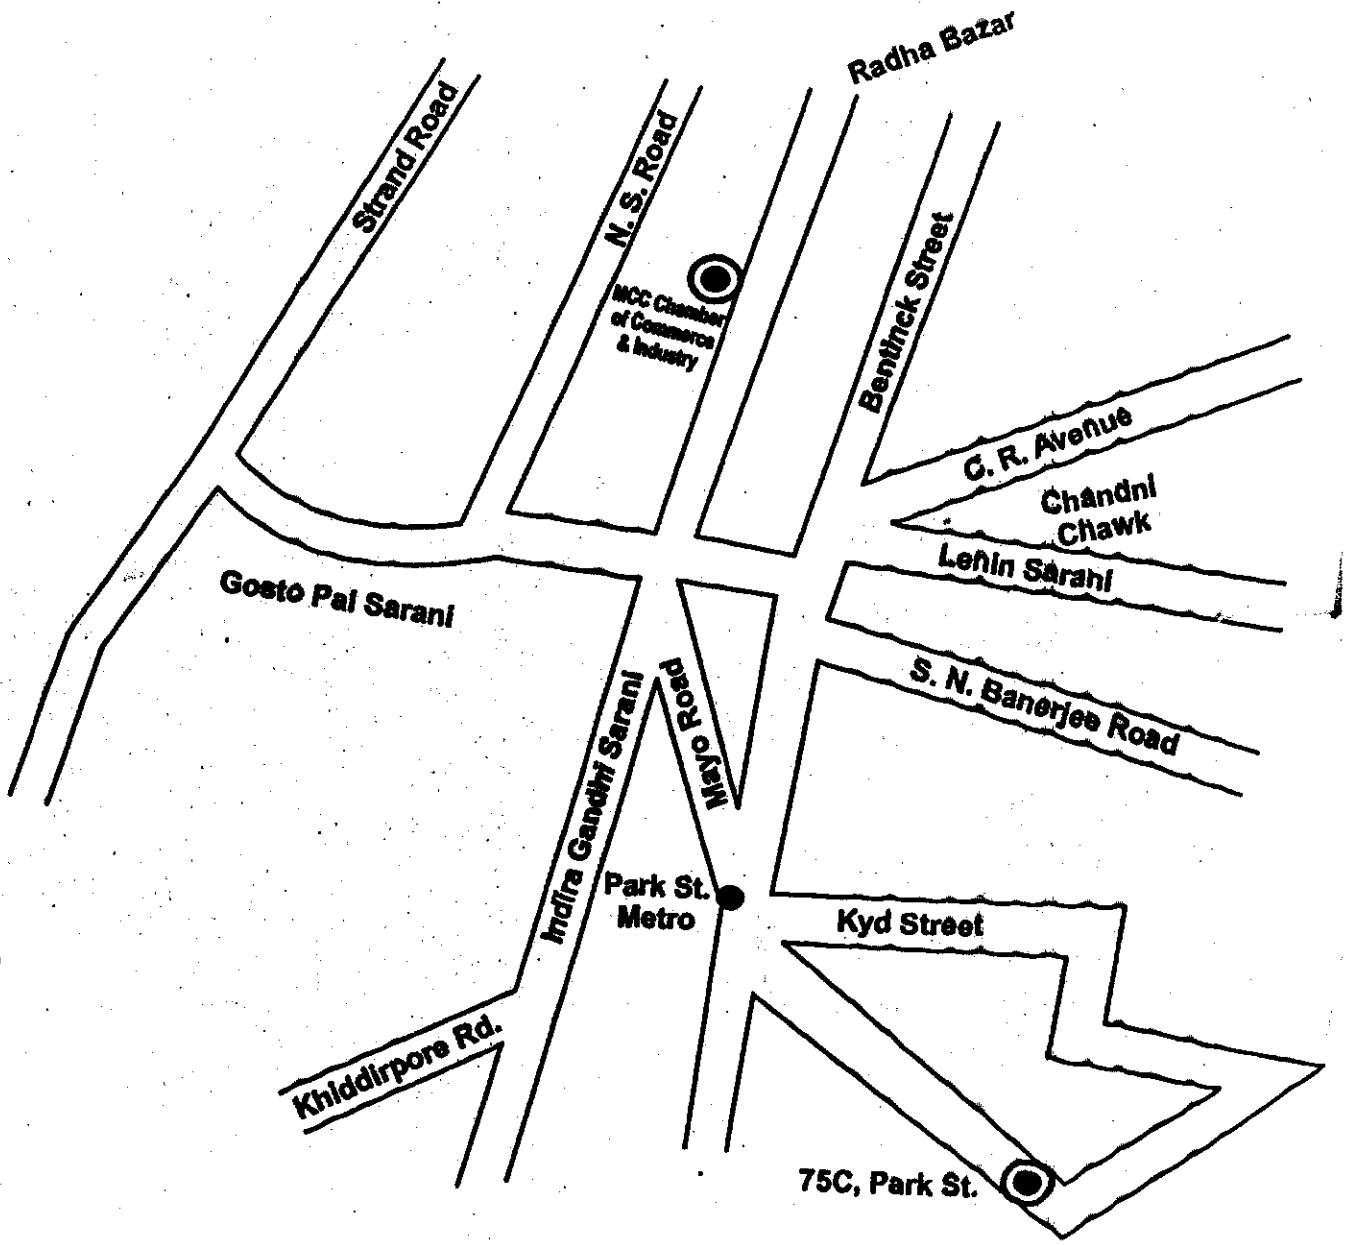 Radha Bazar
Strand Road
N. S. Road
Bentinck Street
MCC Chamber
of Commerce
& Industry
C. R. Avenue
Chandni
Chawk
Lenin Sarani
Gosto Pal Sarani
S. N. Banerjee Road
Mayo Road
Indira Gandhi Sarani
Park St.
Metro
Kyd Street
Khiddirpore Rd.
75C, Park St.